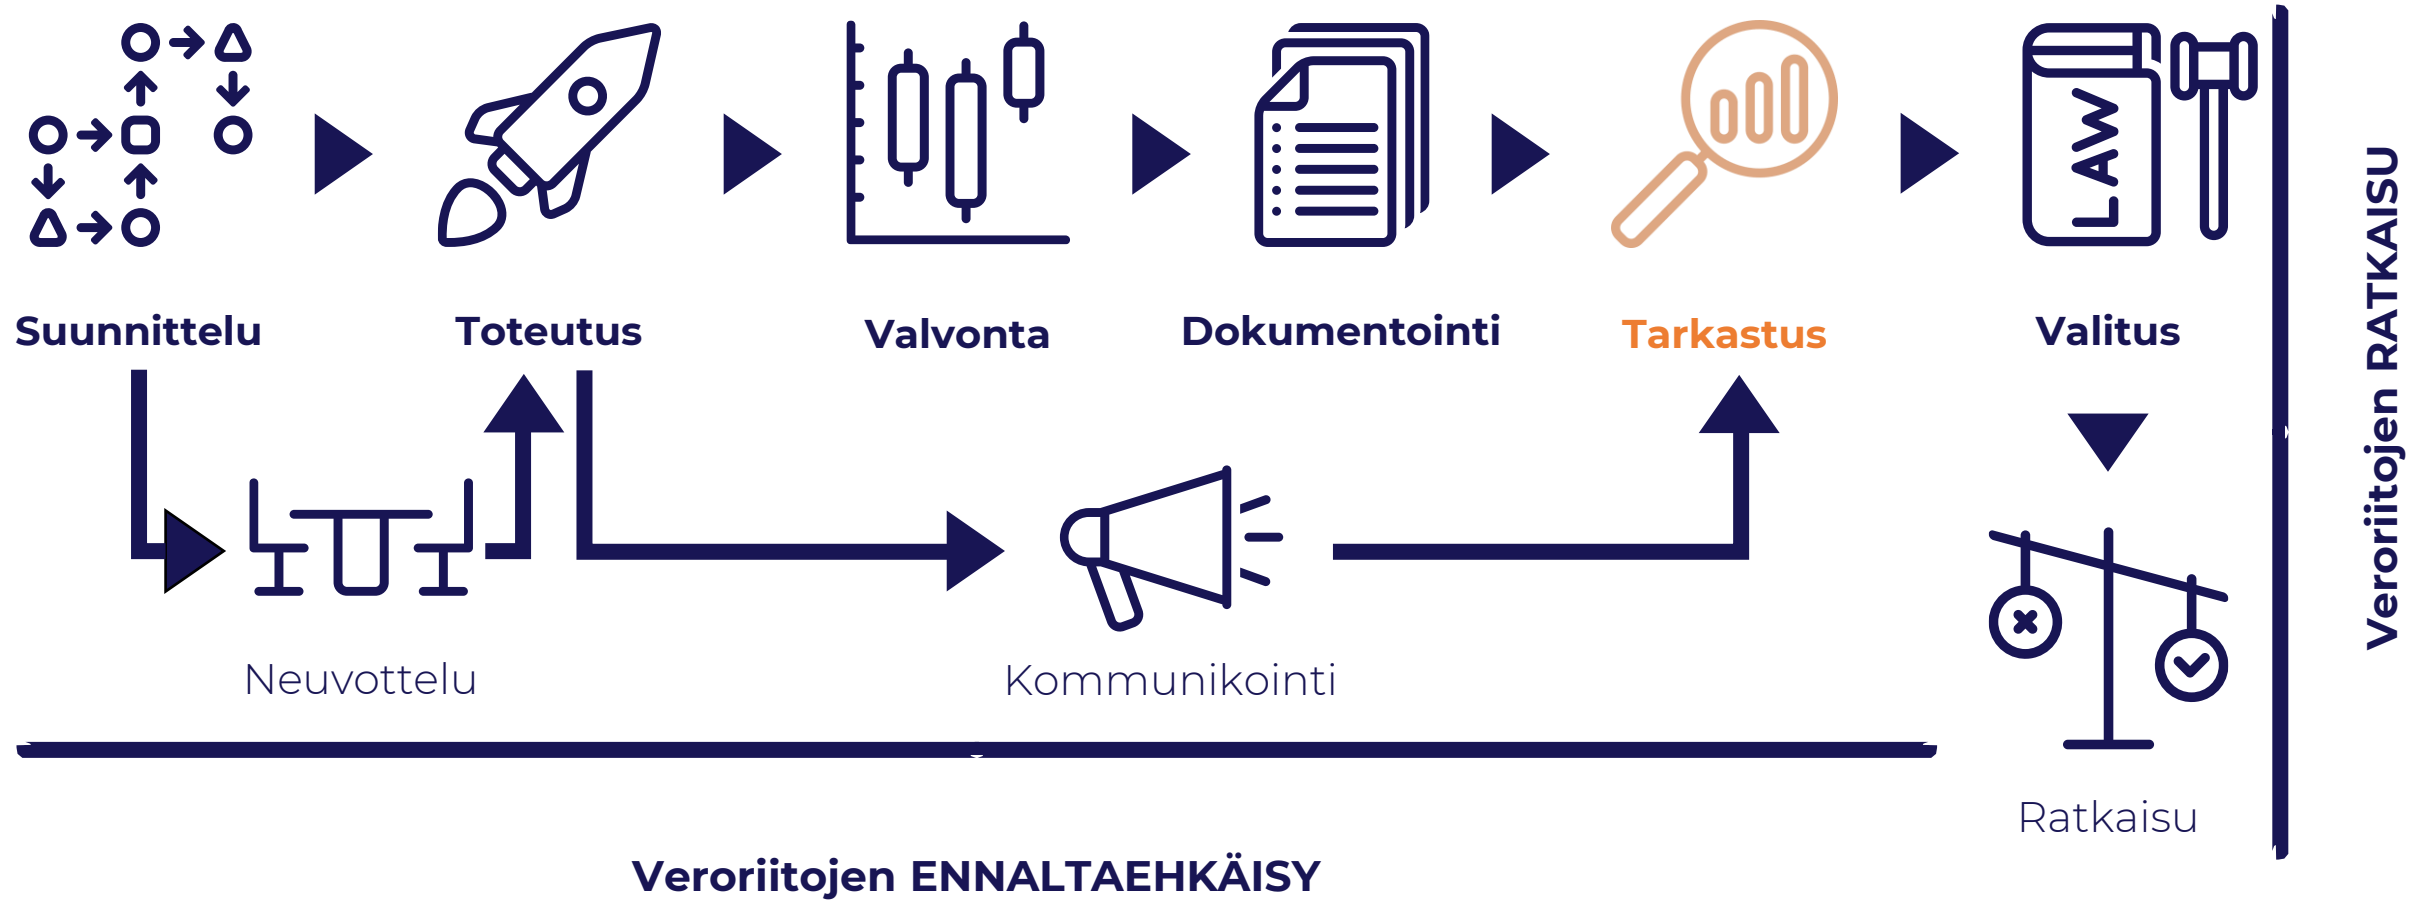 LAW
Suunnittelu
Toteutus
Valvonta
Dokumentointi
Tarkastus
Valitus
Neuvottelu
Kommunikointi
Ratkaisu
Veroriitojen ENNALTAEHKÄISY
Veroriitojen RATKAISU